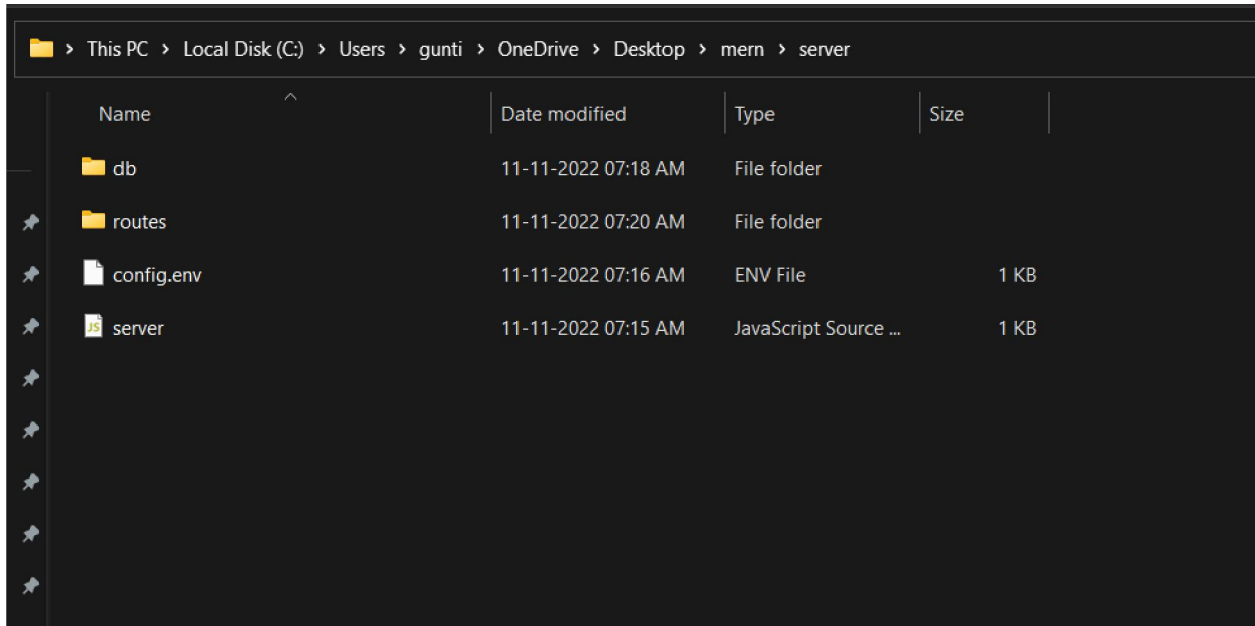 This PC > Local Disk (C:) > Users > gunti > OneDrive > Desktop > mern > server
Name Date modified Type Size
db 11-11-2022 07:18 AM File folder
routes 11-11-2022 07:20 AM File folder
config.env 11-11-2022 07:16 AM ENV File 1 KB
JS server 11-11-2022 07:15 AM JavaScript Source ... 1 KB